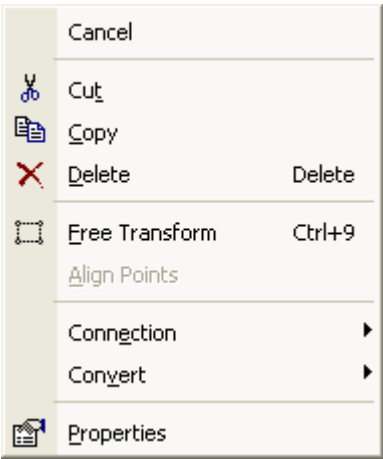 Cancel
Cut
Copy
Delete Delete
Free Transform Ctrl+9
Align Points
Connection
Convert
Properties